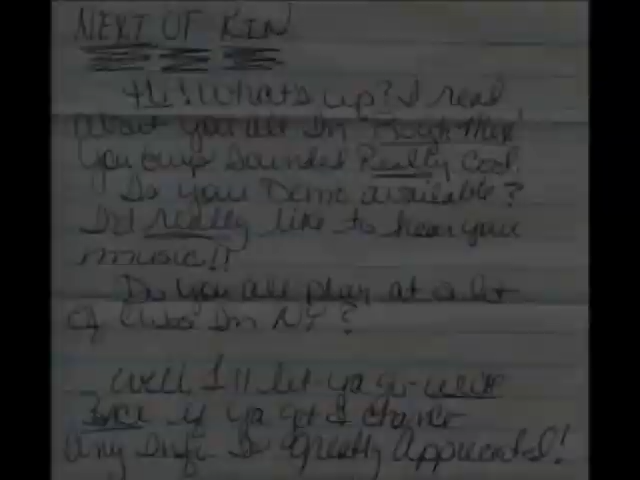 NEXT OF KIN
Hi! What's up? I read
about you all in
You guys sounded Really cool.
Is your Demo available?
I'd really like to hear your
music!!
Do you all play at a lot
of clubs in NY?
Well I'll let ya go- write
back if ya get a chance
any info is greatly Appreciated!